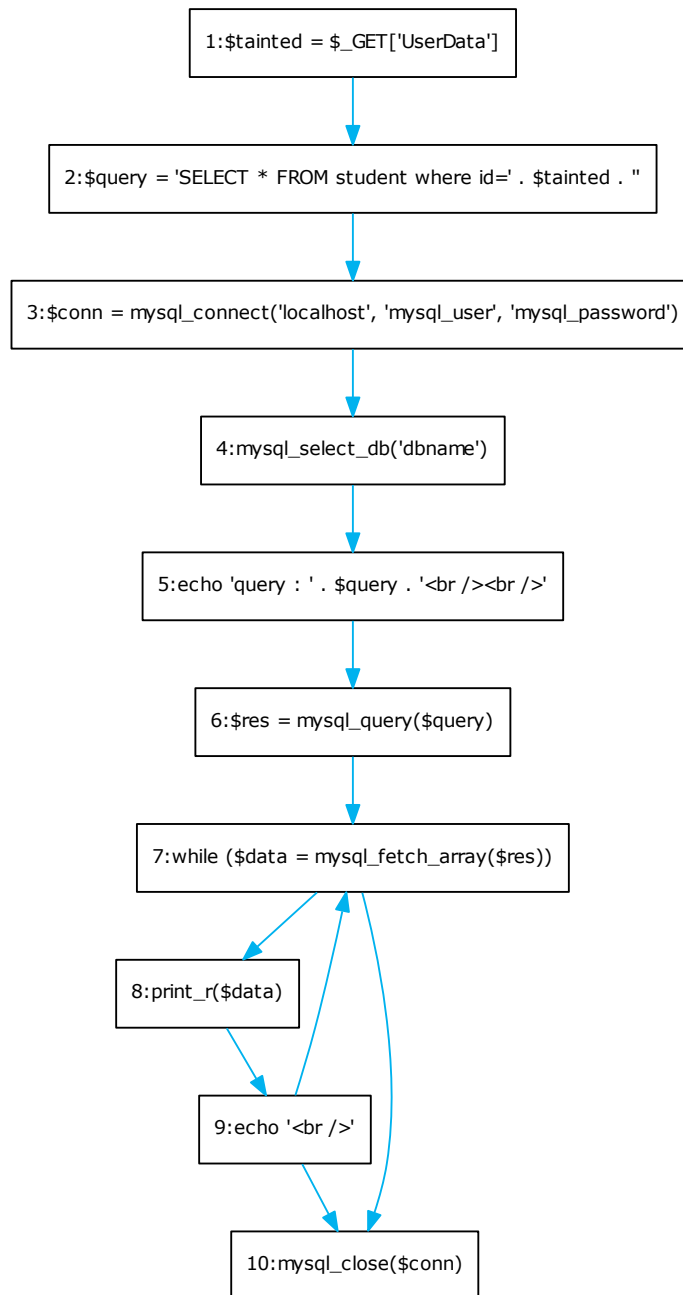 1:$tainted = $_GET['UserData']
2:$query = 'SELECT * FROM student where id=' . $tainted . ''
3:$conn = mysql_connect('localhost', 'mysql_user', 'mysql_password')
4:mysql_select_db('dbname')
5:echo 'query : ' . $query . '<br /><br />'
6:$res = mysql_query($query)
7:while ($data = mysql_fetch_array($res))
8:print_r($data)
9:echo '<br />'
10:mysql_close($conn)